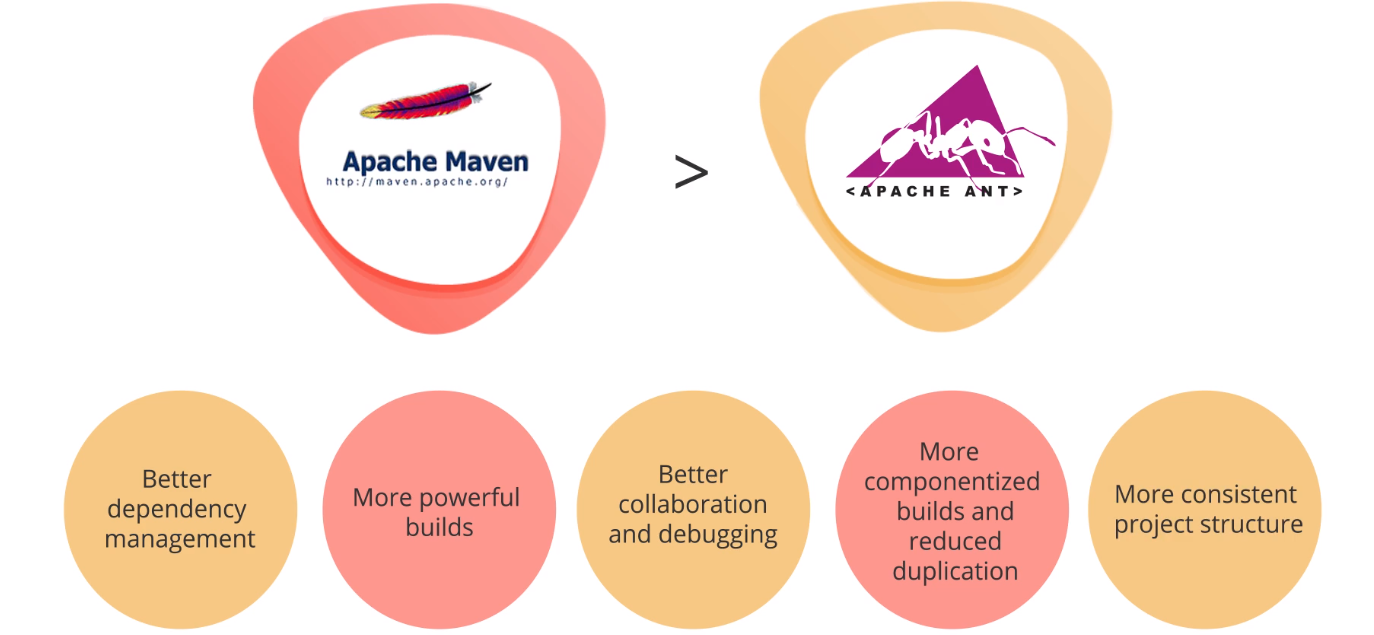 Apache Maven
http://maven.apache.org/
>
<APACHE ANT>
Better
dependency
management
More powerful
builds
Better
collaboration
and debugging
More
componentized
builds and
reduced
duplication
More consistent
project structure